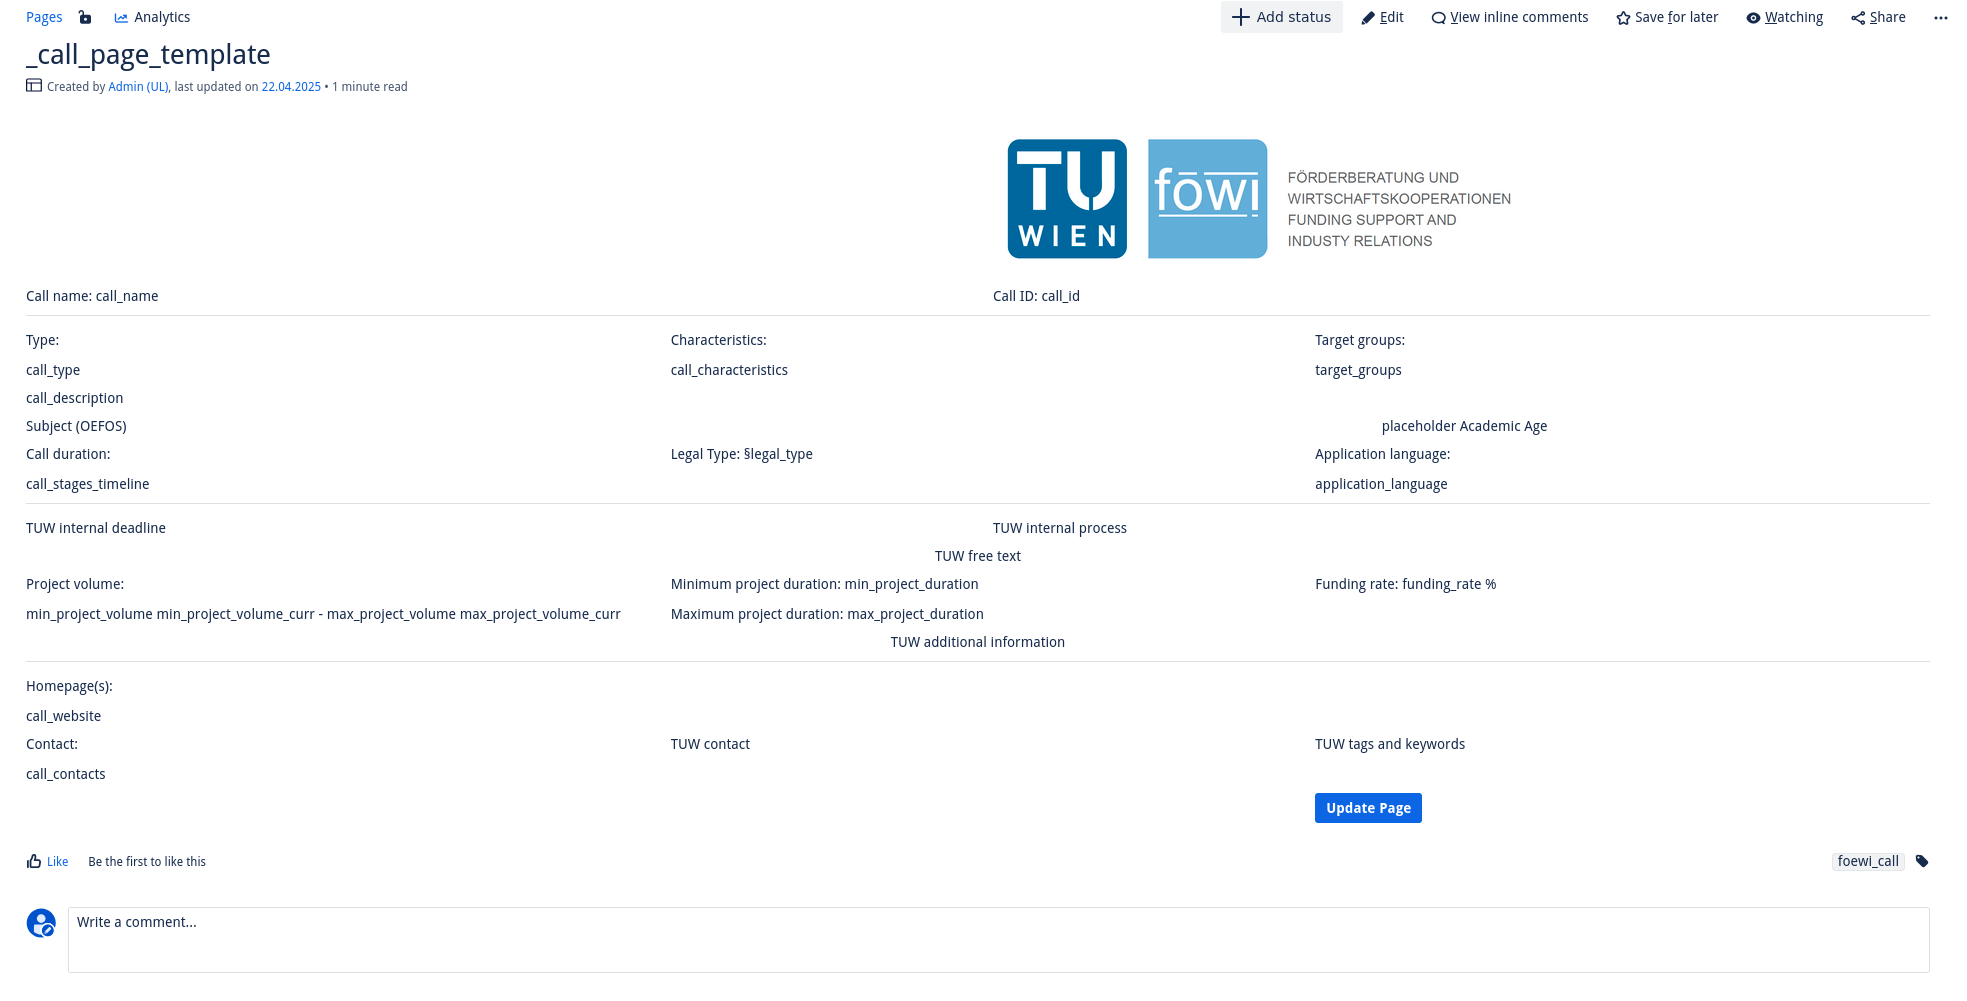 Pages Analytics Add status Edit View inline comments Save for later Watching Share
_call_page_template
Created by Admin (UL), last updated on 22.04.2025 • 1 minute read
TU
WIEN
fōwi
FÖRDERBERATUNG UND
WIRTSCHAFTSKOOPERATIONEN
FUNDING SUPPORT AND
INDUSTY RELATIONS
Call name: call_name Call ID: call_id
Type: Characteristics: Target groups:
call_type call_characteristics target_groups
call_description
Subject (OEFOS) placeholder Academic Age
Call duration: Legal Type: §legal_type Application language:
call_stages_timeline application_language
TUW internal deadline TUW internal process
TUW free text
Project volume: Minimum project duration: min_project_duration Funding rate: funding_rate %
min_project_volume min_project_volume_curr - max_project_volume max_project_volume_curr Maximum project duration: max_project_duration
TUW additional information
Homepage(s):
call_website
Contact: TUW contact TUW tags and keywords
call_contacts
Update Page
Like Be the first to like this foewi_call
Write a comment...